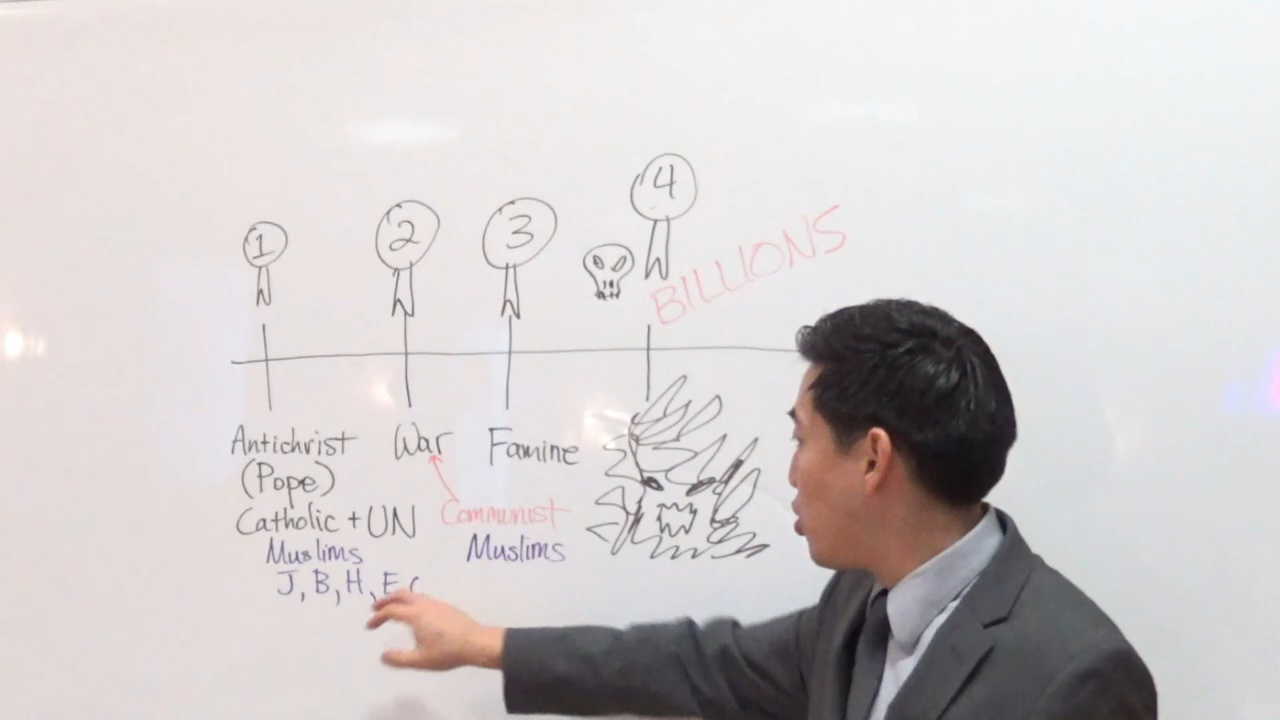 1
2
3
4
BILLIONS
Antichrist
(Pope)
Catholic + UN
Muslims
J, B, H, E
War
Communist
Muslims
Famine